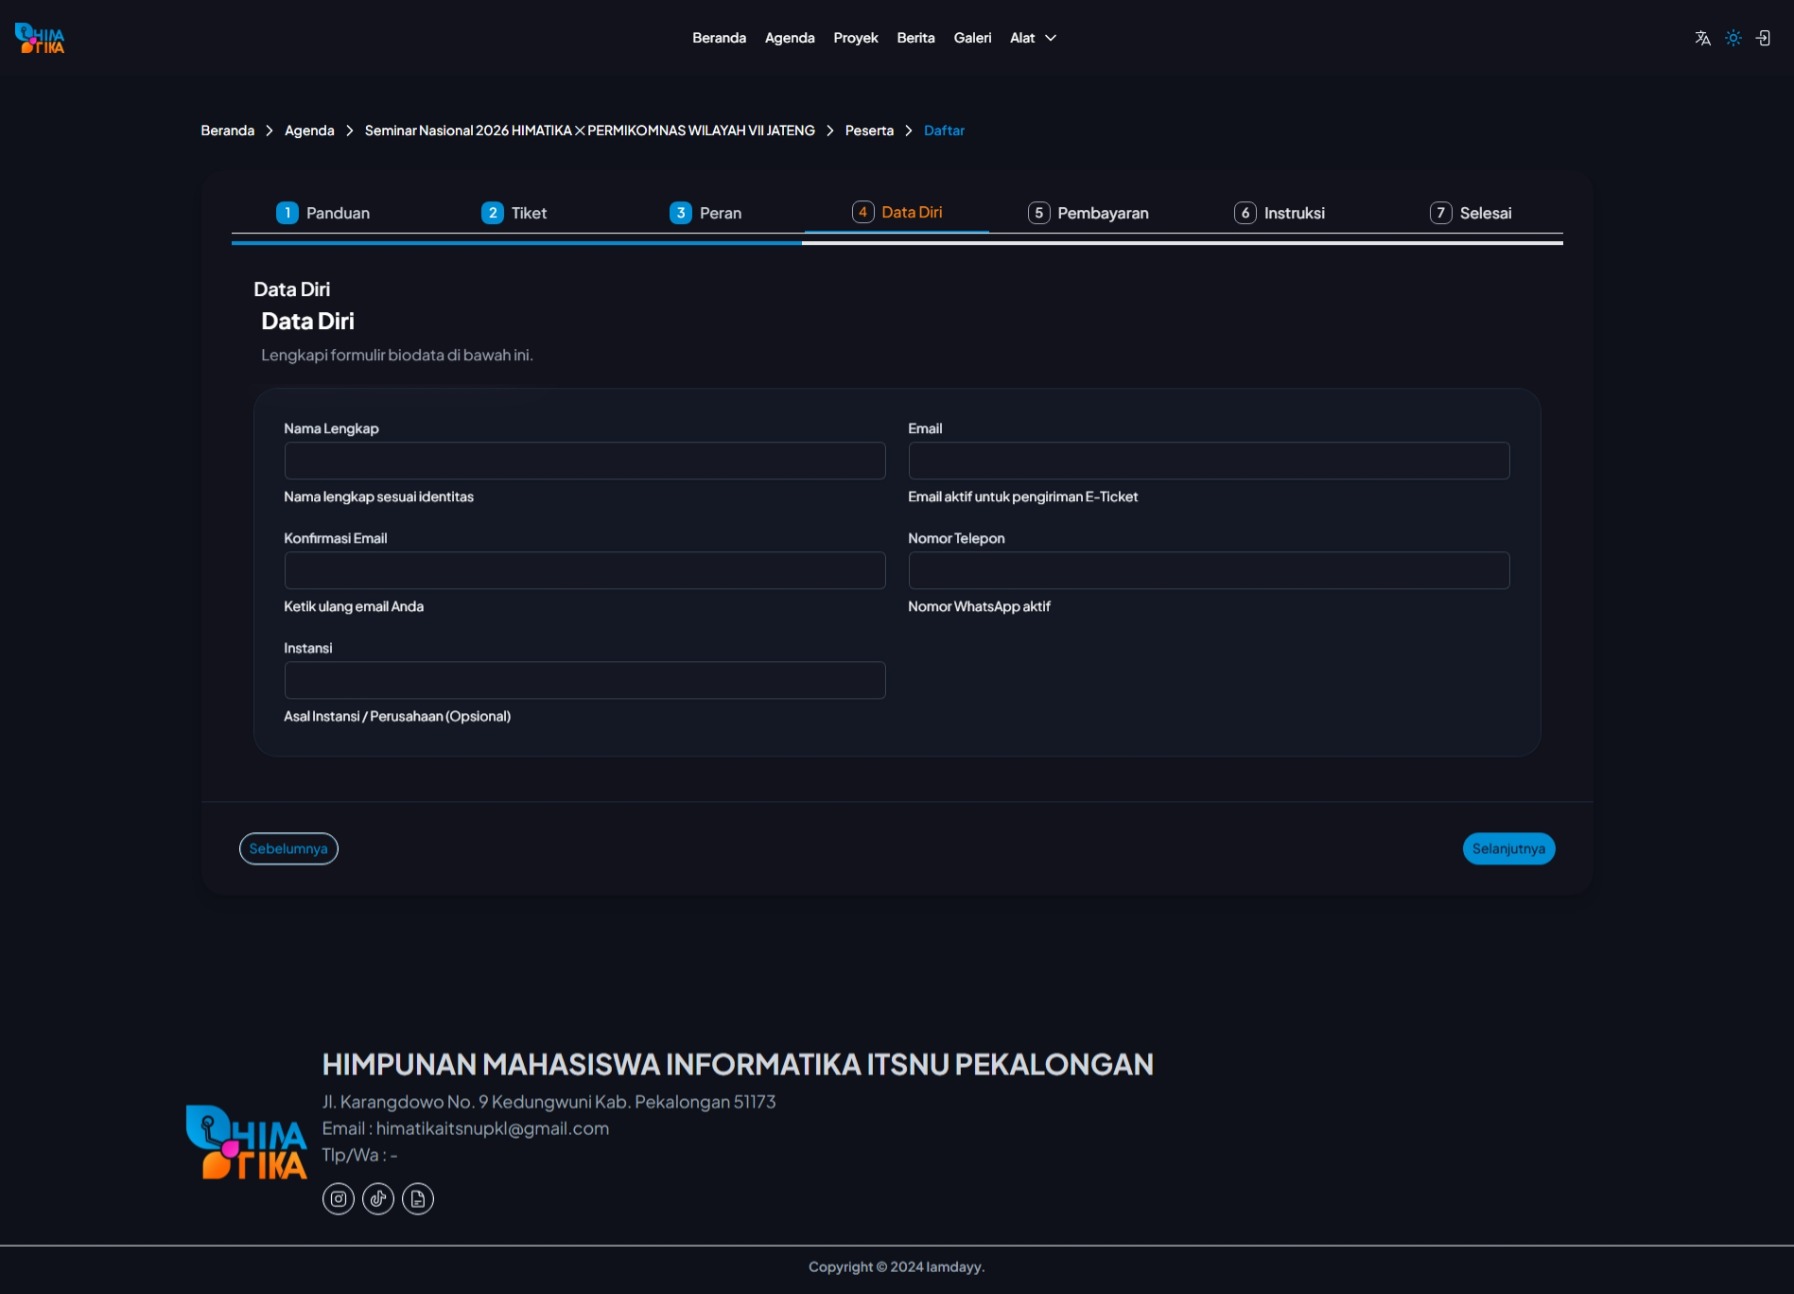 HIMA
TIKA
Beranda Agenda Proyek Berita Galeri Alat
Beranda > Agenda > Seminar Nasional 2026 HIMATIKA X PERMIKOMNAS WILAYAH VII JATENG > Peserta > Daftar
1 Panduan 2 Tiket 3 Peran 4 Data Diri 5 Pembayaran 6 Instruksi 7 Selesai
Data Diri
Data Diri
Lengkapi formulir biodata di bawah ini.
Nama Lengkap
Nama lengkap sesuai identitas
Email
Email aktif untuk pengiriman E-Ticket
Konfirmasi Email
Ketik ulang email Anda
Nomor Telepon
Nomor WhatsApp aktif
Instansi
Asal Instansi / Perusahaan (Opsional)
Sebelumnya
Selanjutnya
HIMA
TIKA
HIMPUNAN MAHASISWA INFORMATIKA ITSNU PEKALONGAN
Jl. Karangdowo No. 9 Kedungwuni Kab. Pekalongan 51173
Email : himatikaitsnupkl@gmail.com
Tlp/Wa : -
Copyright © 2024 Iamdayy.